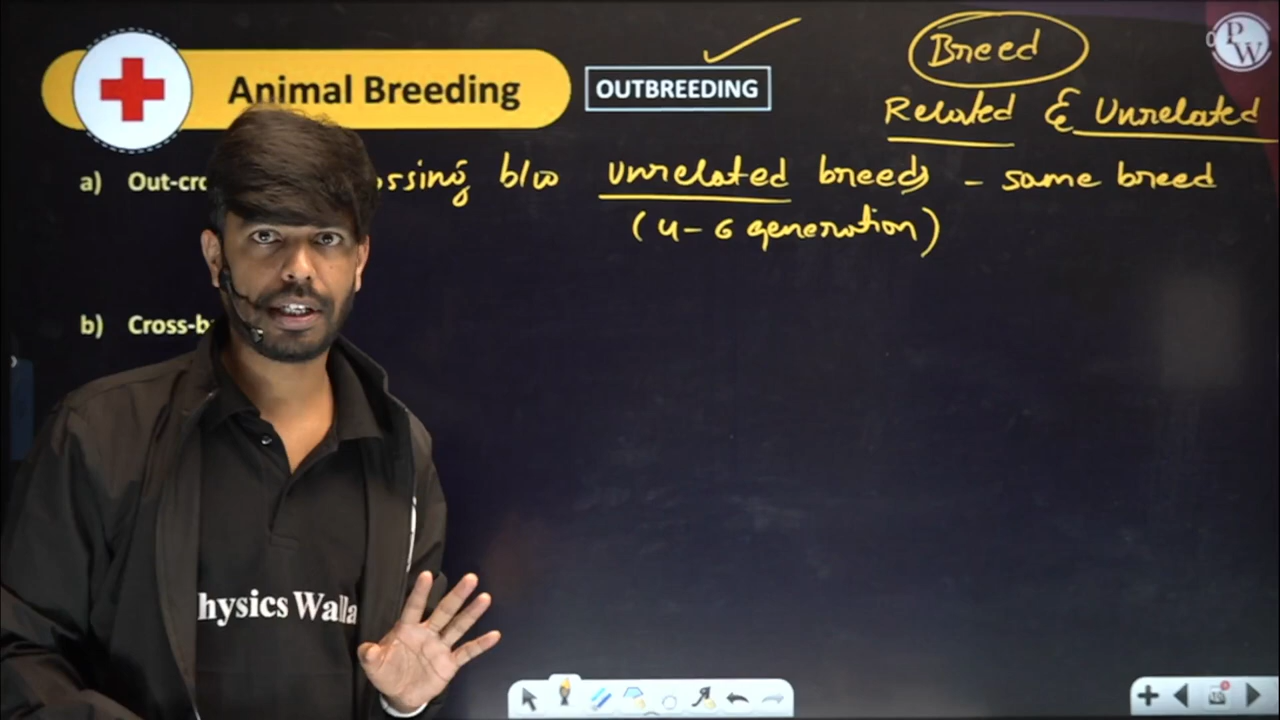 Breed
PW
Animal Breeding
OUTBREEDING
Related & Unrelated
a) Out-cro ossing b/w unrelated breeds - same breed
(4-6 generation)
b) Cross-b
hysics Walla